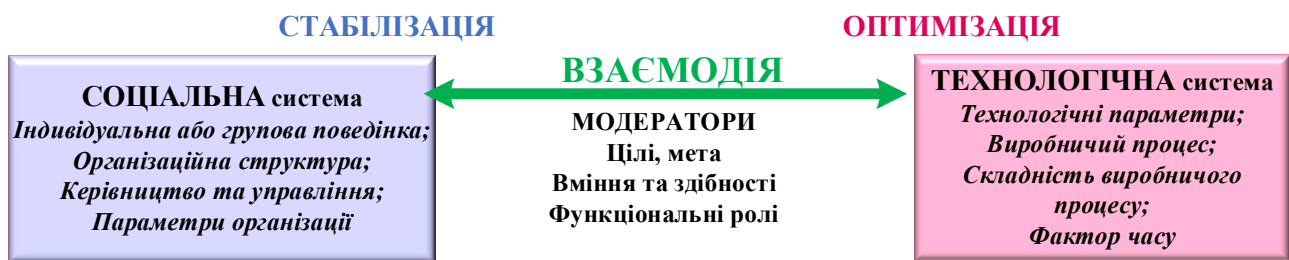 СТАБІЛІЗАЦІЯ
ОПТИМІЗАЦІЯ
СОЦІАЛЬНА система
Індивідуальна або групова поведінка;
Організаційна структура;
Керівництво та управління;
Параметри організації
ВЗАЄМОДІЯ
МОДЕРАТОРИ
Цілі, мета
Вміння та здібності
Функціональні ролі
ТЕХНОЛОГІЧНА система
Технологічні параметри;
Виробничий процес;
Складність виробничого
процесу;
Фактор часу